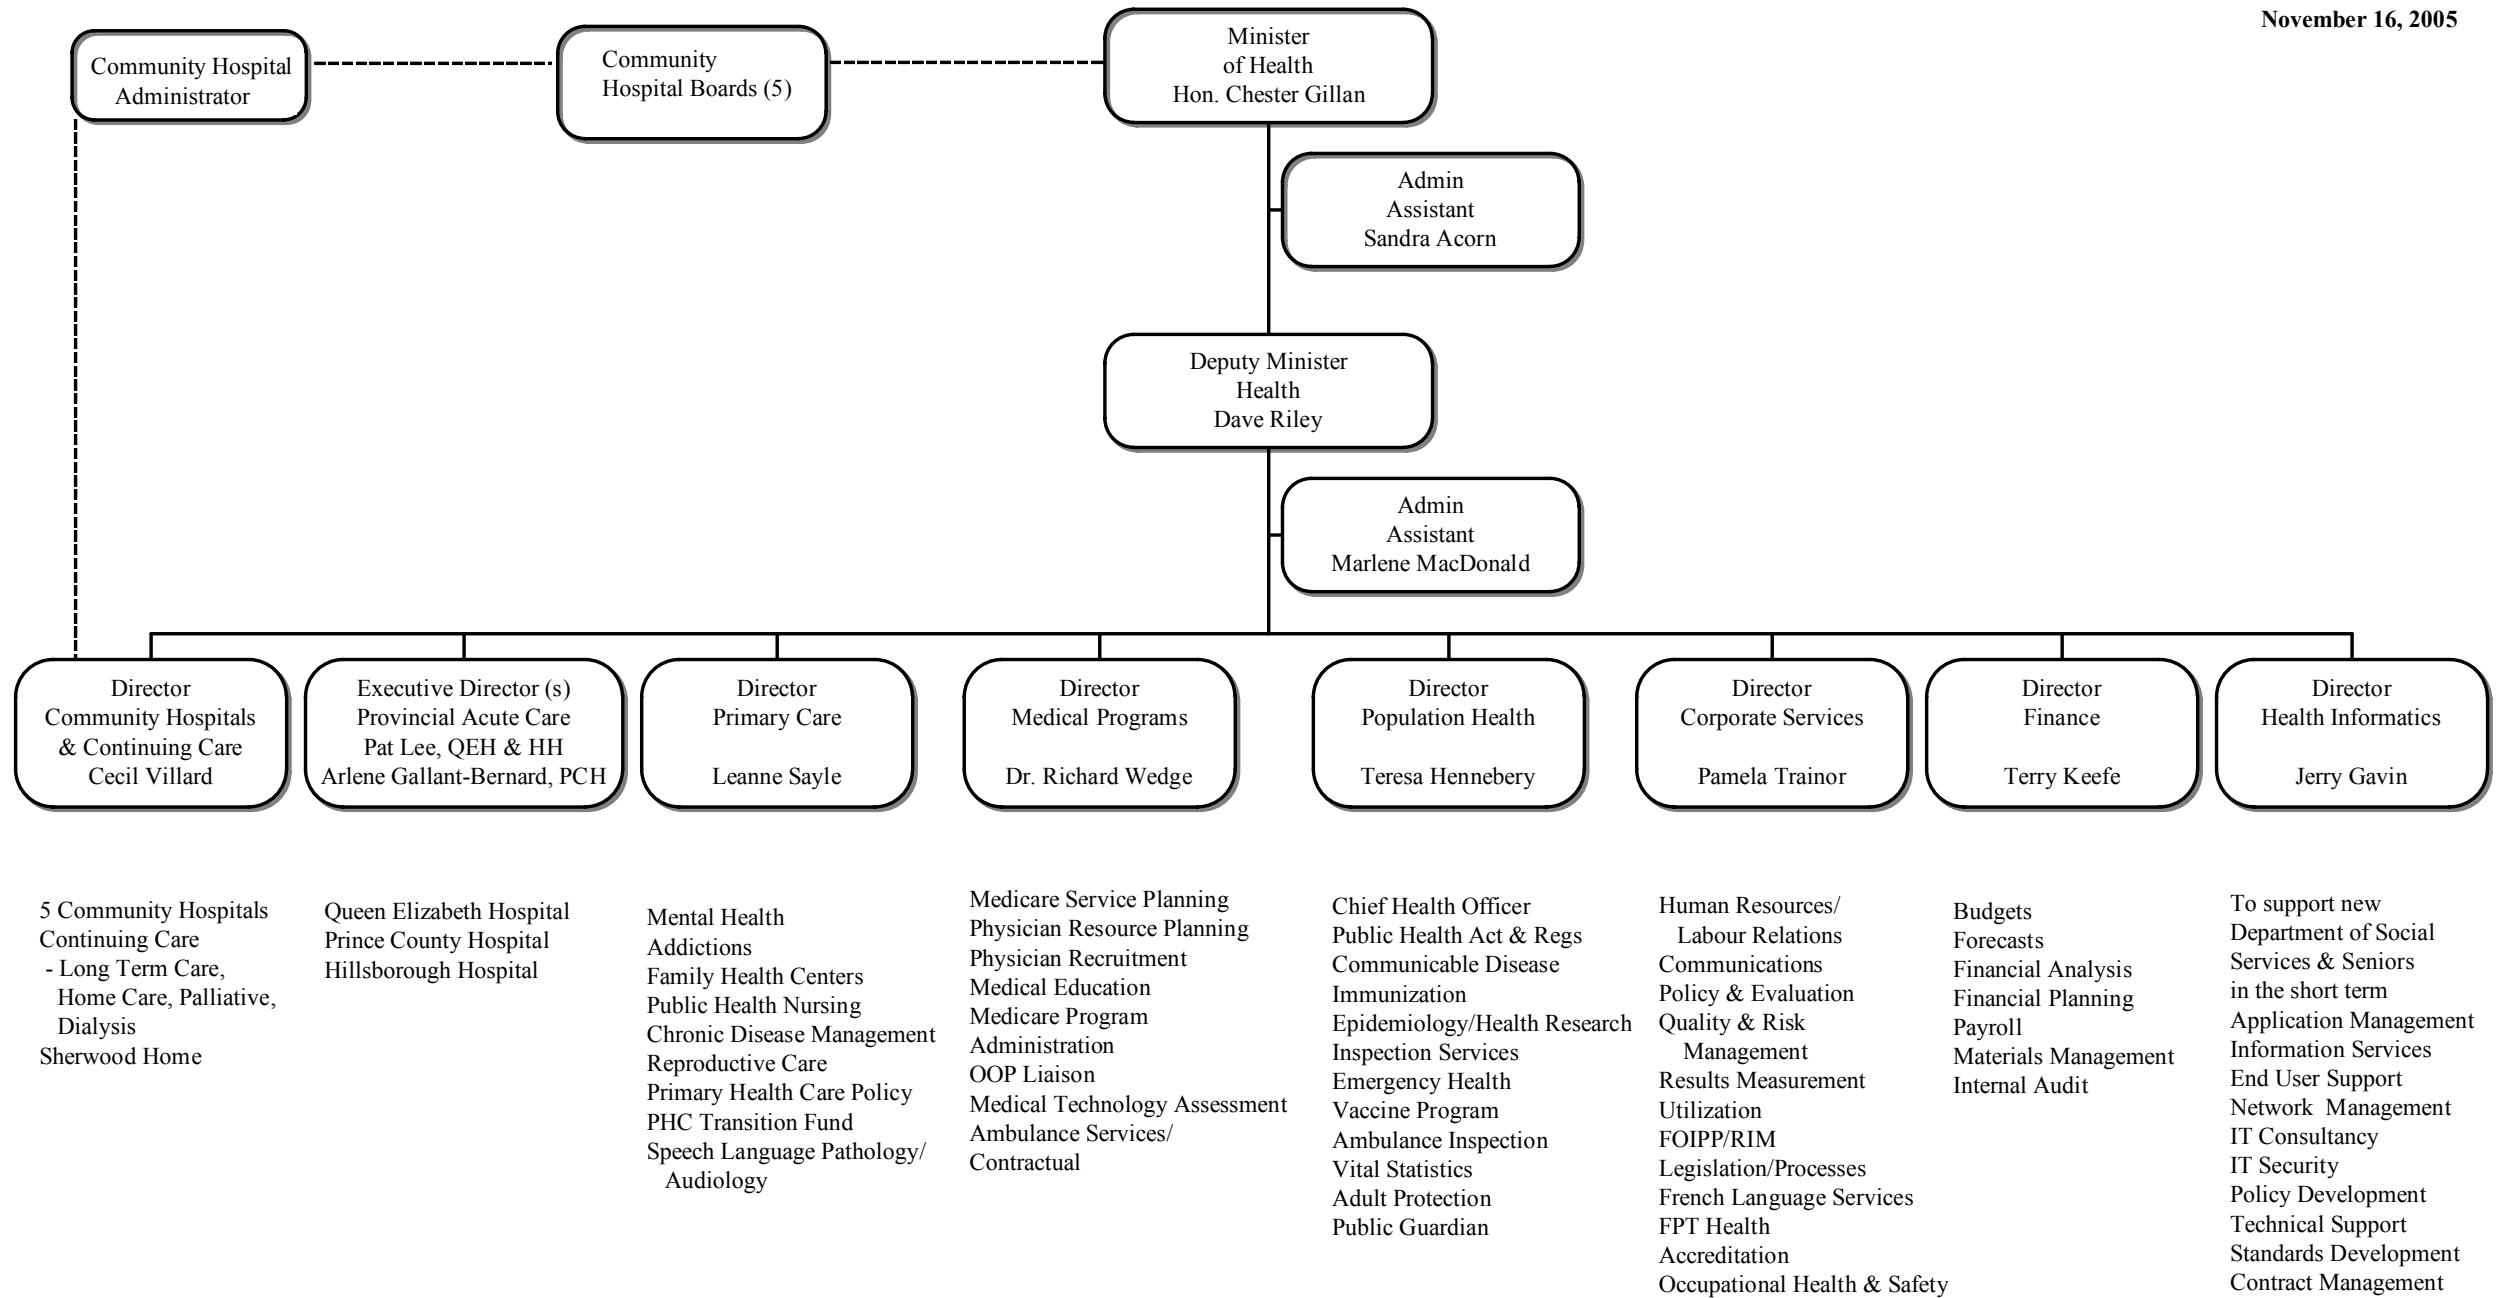 November 16, 2005
Community Hospital
Administrator
Community
Hospital Boards (5)
Minister
of Health
Hon. Chester Gillan
Admin
Assistant
Sandra Acorn
Deputy Minister
Health
Dave Riley
Admin
Assistant
Marlene MacDonald
Director
Community Hospitals
& Continuing Care
Cecil Villard
Executive Director (s)
Provincial Acute Care
Pat Lee, QEH & HH
Arlene Gallant-Bernard, PCH
Director
Primary Care
Leanne Sayle
Director
Medical Programs
Dr. Richard Wedge
Director
Population Health
Teresa Hennebery
Director
Corporate Services
Pamela Trainor
Director
Finance
Terry Keefe
Director
Health Informatics
Jerry Gavin
5 Community Hospitals
Continuing Care
- Long Term Care,
Home Care, Palliative,
Dialysis
Sherwood Home
Queen Elizabeth Hospital
Prince County Hospital
Hillsborough Hospital
Mental Health
Addictions
Family Health Centers
Public Health Nursing
Chronic Disease Management
Reproductive Care
Primary Health Care Policy
PHC Transition Fund
Speech Language Pathology/
Audiology
Medicare Service Planning
Physician Resource Planning
Physician Recruitment
Medical Education
Medicare Program
Administration
OOP Liaison
Medical Technology Assessment
Ambulance Services/
Contractual
Chief Health Officer
Public Health Act & Regs
Communicable Disease
Immunization
Epidemiology/Health Research
Inspection Services
Emergency Health
Vaccine Program
Ambulance Inspection
Vital Statistics
Adult Protection
Public Guardian
Human Resources/
Labour Relations
Communications
Policy & Evaluation
Quality & Risk
Management
Results Measurement
Utilization
FOIPP/RIM
Legislation/Processes
French Language Services
FPT Health
Accreditation
Occupational Health & Safety
Budgets
Forecasts
Financial Analysis
Financial Planning
Payroll
Materials Management
Internal Audit
To support new
Department of Social
Services & Seniors
in the short term
Application Management
Information Services
End User Support
Network Management
IT Consultancy
IT Security
Policy Development
Technical Support
Standards Development
Contract Management